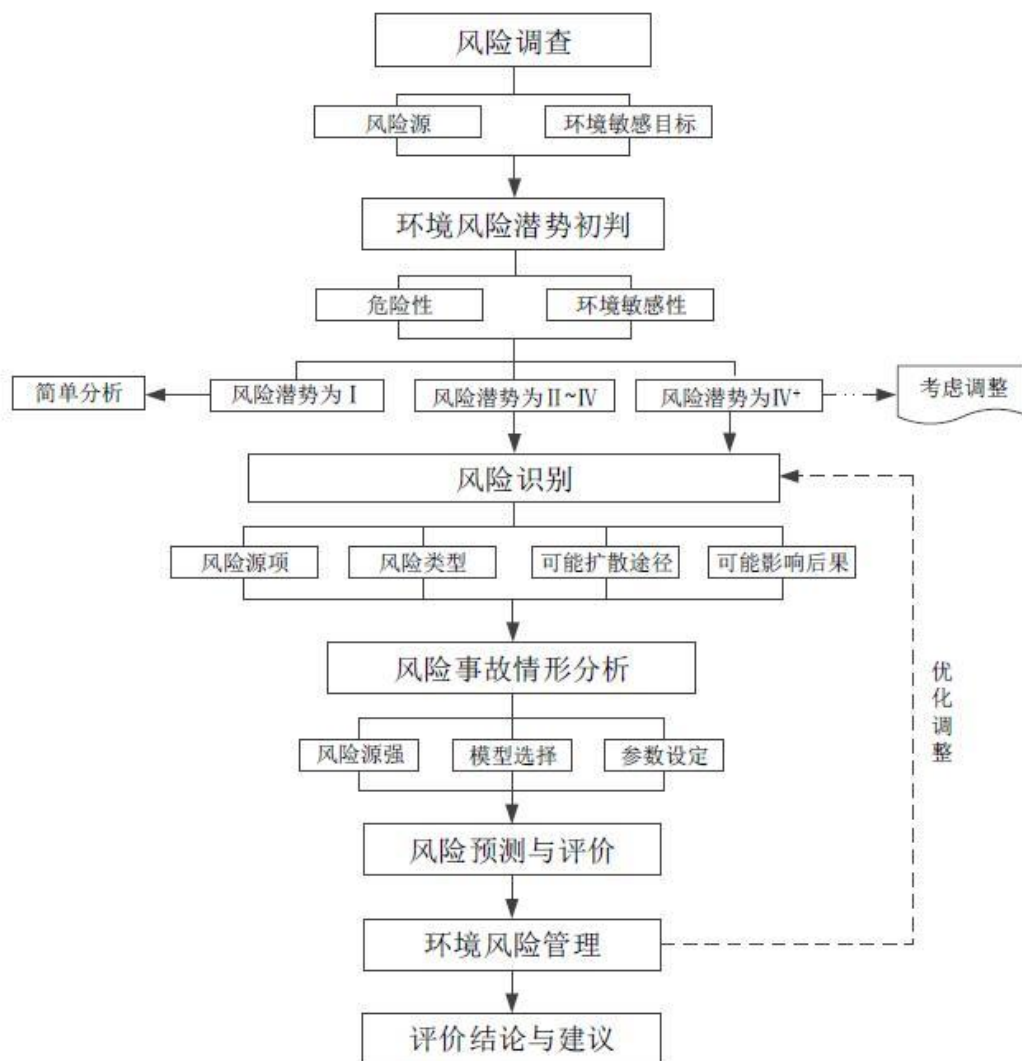 风险调查
风险源
环境敏感目标
环境风险潜势初判
危险性
环境敏感性
简单分析
风险潜势为Ⅰ
风险潜势为Ⅱ~Ⅳ
风险潜势为Ⅳ⁺
考虑调整
风险识别
风险源项
风险类型
可能扩散途径
可能影响后果
风险事故情形分析
风险源强
模型选择
参数设定
优化调整
风险预测与评价
环境风险管理
评价结论与建议